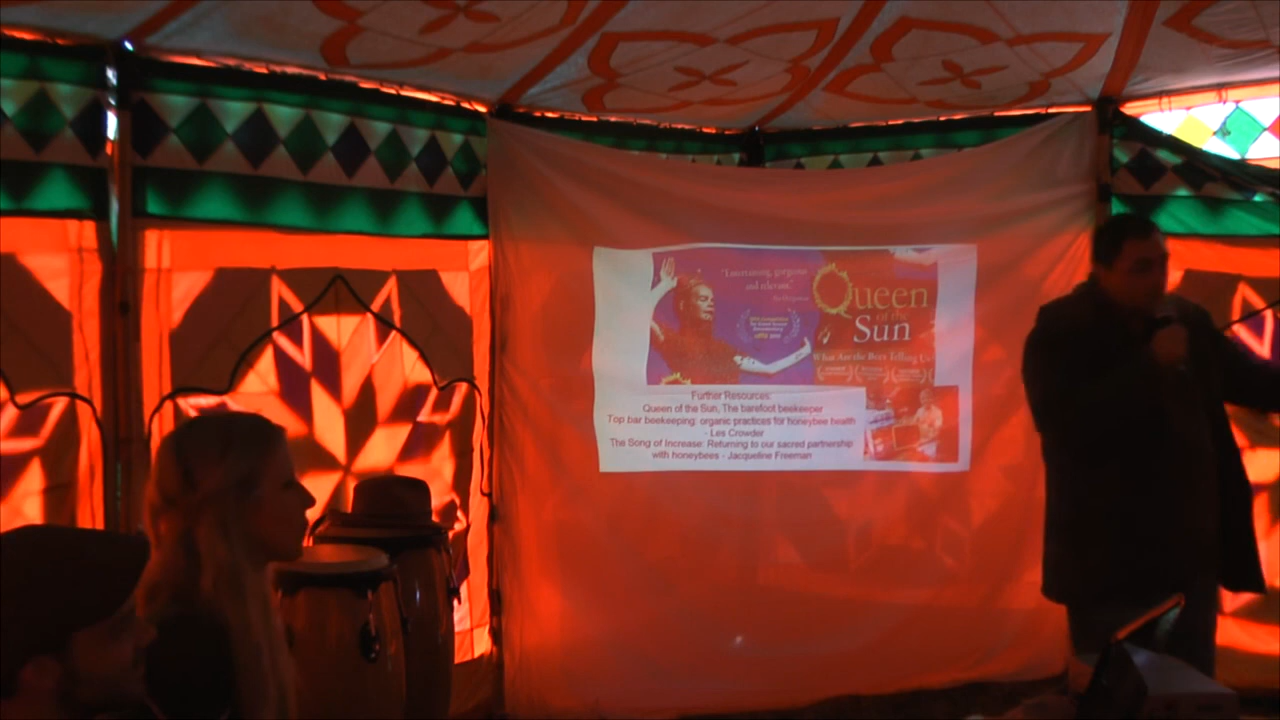 "Entertaining, gorgeous
and relevant."
Queen
of the
Sun
What Are the Bees Telling Us?
Further Resources:
Queen of the Sun, The barefoot beekeeper
Top bar beekeeping: organic practices for honeybee health
- Les Crowder
The Song of Increase: Returning to our sacred partnership
with honeybees - Jacqueline Freeman